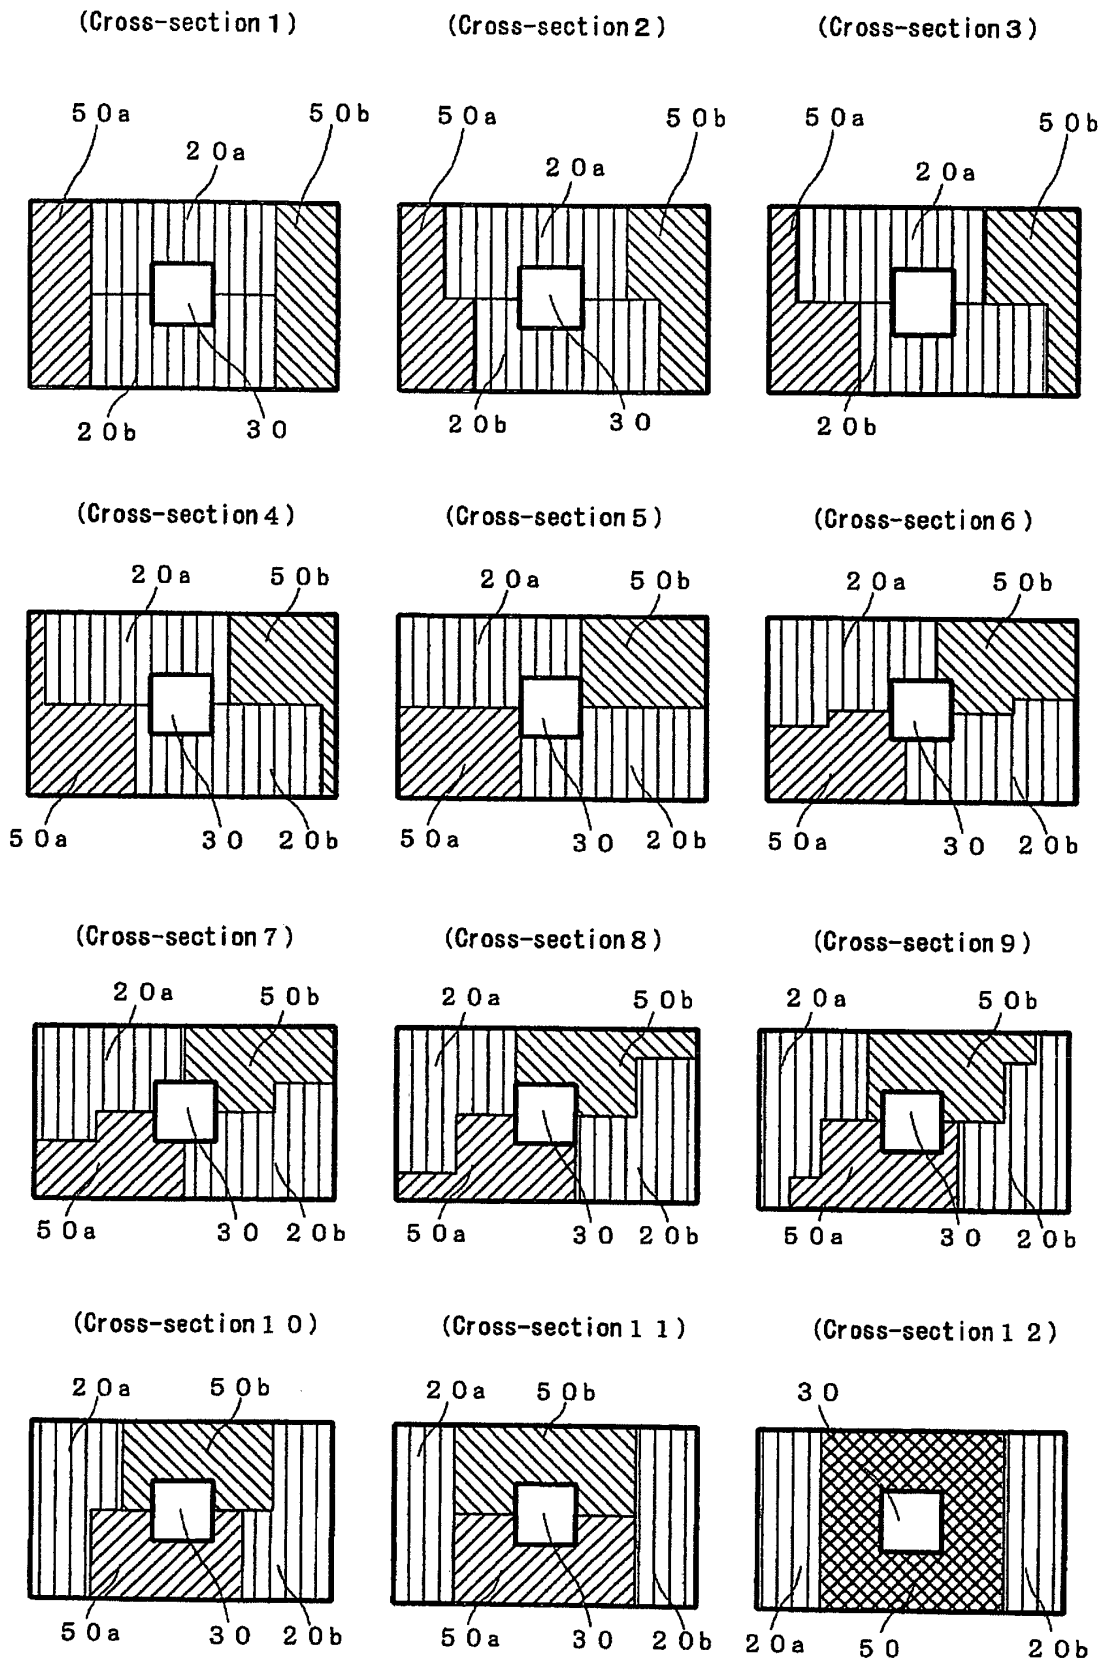 (Cross-section 1) (Cross-section 2) (Cross-section 3)
50a 50b 50a 50b 50a 50b
20a 20a 20a
20b 30 20b 30 20b
(Cross-section 4) (Cross-section 5) (Cross-section 6)
20a 50b 20a 50b 20a 50b
50a 30 20b 50a 30 20b 50a 30 20b
(Cross-section 7) (Cross-section 8) (Cross-section 9)
20a 50b 20a 50b 20a 50b
50a 30 20b 50a 30 20b 50a 30 20b
(Cross-section 10) (Cross-section 11) (Cross-section 12)
20a 50b 20a 50b 30
50a 30 20b 50a 30 20b 20a 50 20b